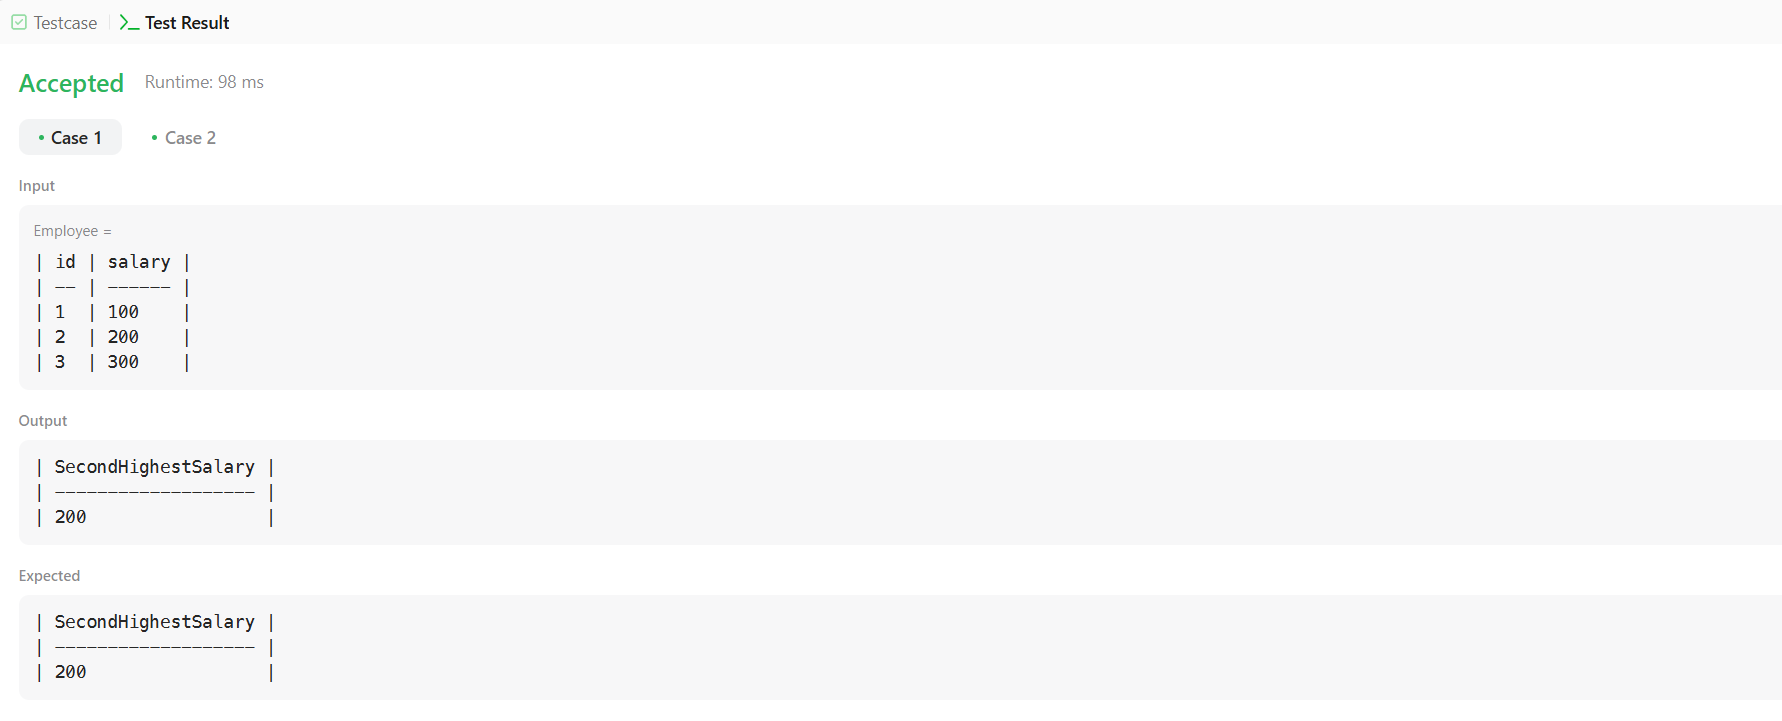 Testcase Test Result
Accepted Runtime: 98 ms
Case 1 Case 2
Input
Employee =
| id | salary |
| -- | ------ |
| 1 | 100 |
| 2 | 200 |
| 3 | 300 |
Output
| SecondHighestSalary |
| ------------------- |
| 200 |
Expected
| SecondHighestSalary |
| ------------------- |
| 200 |